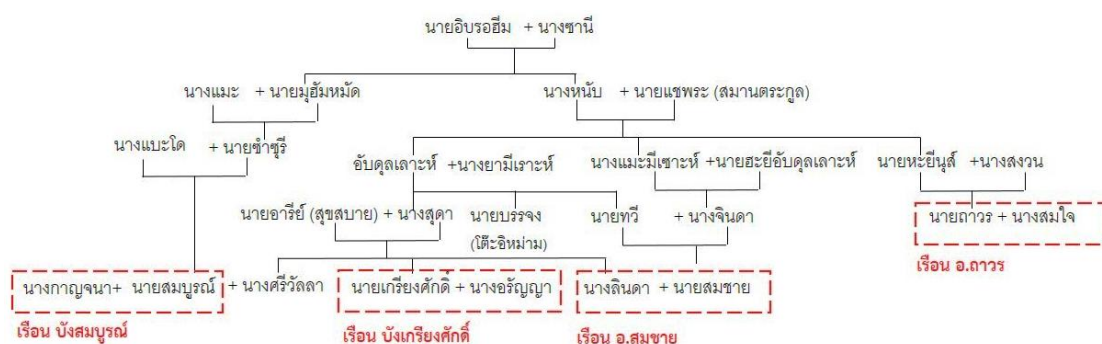 นายอิบรอฮีม + นางซานี
นางแมะ + นายมุฮัมหมัด นางหนับ + นายแชพระ (สมานตระกูล)
นางแบะโด + นายซำซุรี อับดุลเลาะห์ +นางยามีเราะห์ นางแมะมีเซาะห์ +นายฮะยีอับดุลเลาะห์ นายหะยีนุส์ +นางสงวน
นายอารีย์ (สุขสบาย) + นางสุดา นายบรรจง นายทวี + นางจินดา นายถาวร + นางสมใจ
(โต๊ะอิหม่าม)
เรือน อ.ถาวร
นางกาญจนา+ นายสมบูรณ์ + นางศรีวัลลา นายเกรียงศักดิ์ + นางอรัญญา นางลินดา + นายสมชาย
เรือน บังสมบูรณ์ เรือน บังเกรียงศักดิ์ เรือน อ.สมชาย